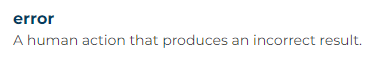 error
A human action that produces an incorrect result.